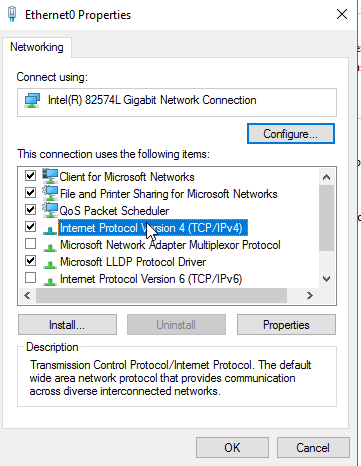 Ethernet0 Properties
Networking
Connect using:
Intel(R) 82574L Gigabit Network Connection
Configure...
This connection uses the following items:
Client for Microsoft Networks
File and Printer Sharing for Microsoft Networks
QoS Packet Scheduler
Internet Protocol Version 4 (TCP/IPv4)
Microsoft Network Adapter Multiplexor Protocol
Microsoft LLDP Protocol Driver
Internet Protocol Version 6 (TCP/IPv6)
Install...
Uninstall
Properties
Description
Transmission Control Protocol/Internet Protocol. The default
wide area network protocol that provides communication
across diverse interconnected networks.
OK
Cancel